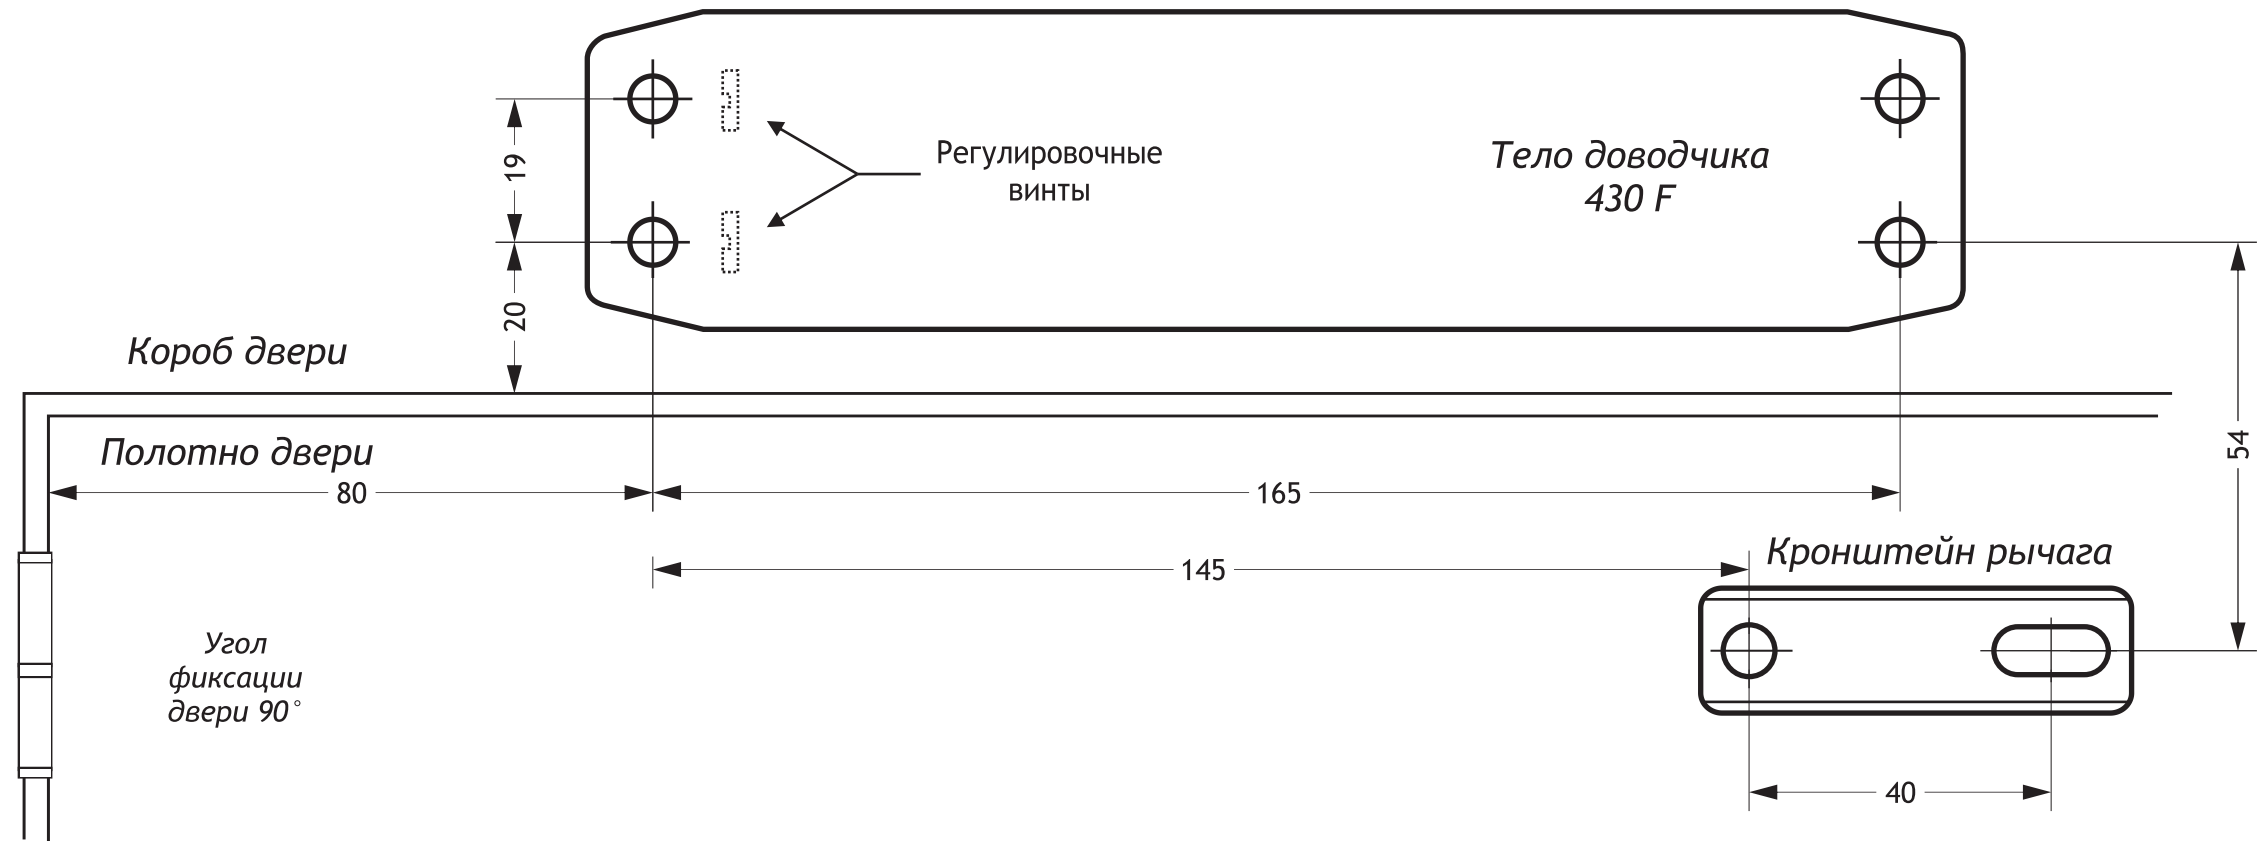 Регулировочные
винты
Тело доводчика
430 F
19
20
Короб двери
Полотно двери
80
165
54
145
Кронштейн рычага
Угол
фиксации
двери 90°
40